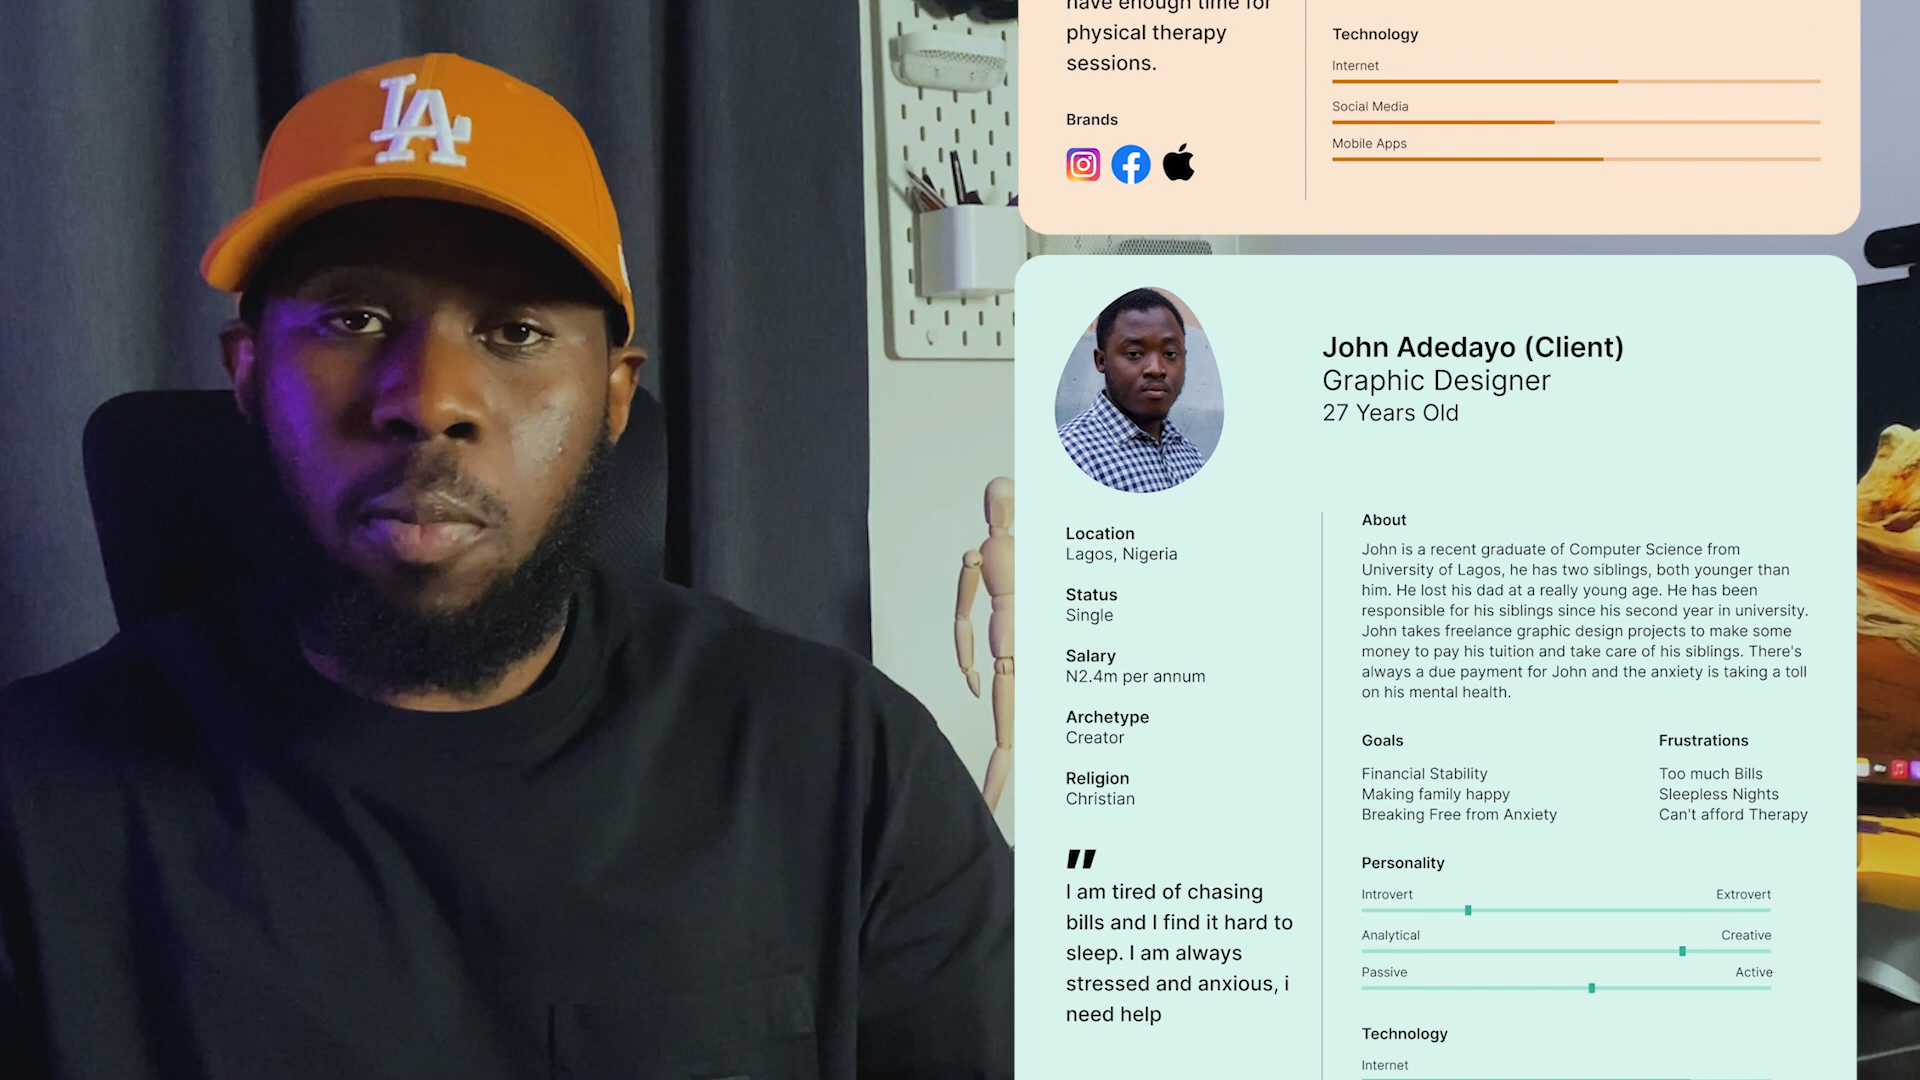 LA
have enough time for
physical therapy
sessions.
Brands
Technology
Internet
Social Media
Mobile Apps
John Adedayo (Client)
Graphic Designer
27 Years Old
Location
Lagos, Nigeria
Status
Single
Salary
N2.4m per annum
Archetype
Creator
Religion
Christian
"
I am tired of chasing
bills and I find it hard to
sleep. I am always
stressed and anxious, i
need help
About
John is a recent graduate of Computer Science from
University of Lagos, he has two siblings, both younger than
him. He lost his dad at a really young age. He has been
responsible for his siblings since his second year in university.
John takes freelance graphic design projects to make some
money to pay his tuition and take care of his siblings. There's
always a due payment for John and the anxiety is taking a toll
on his mental health.
Goals
Financial Stability
Making family happy
Breaking Free from Anxiety
Frustrations
Too much Bills
Sleepless Nights
Can't afford Therapy
Personality
Introvert Extrovert
Analytical Creative
Passive Active
Technology
Internet